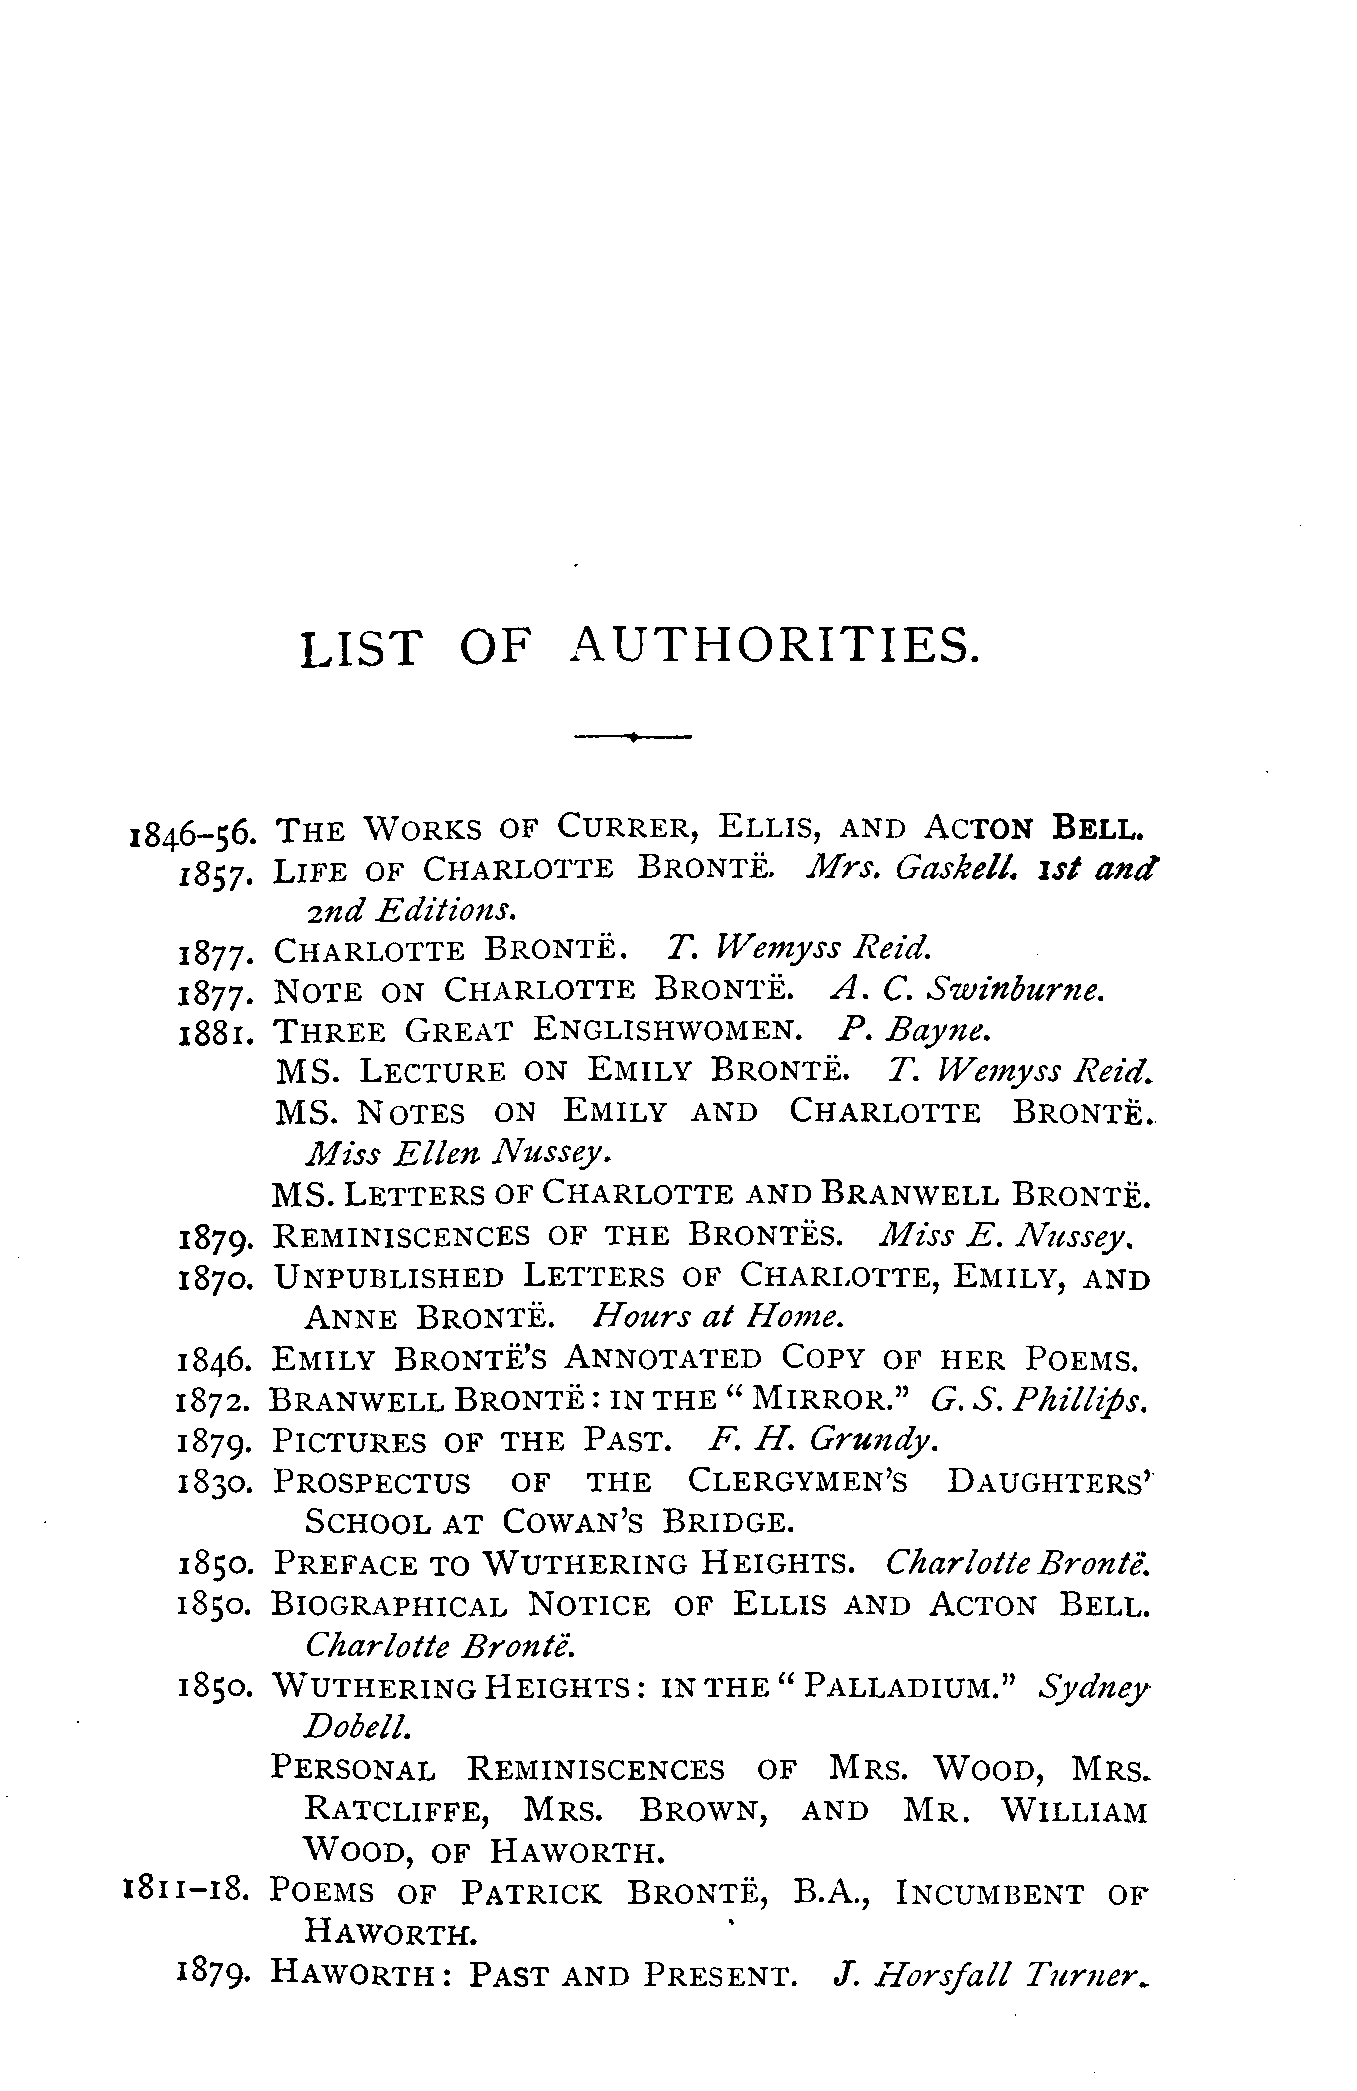 LIST OF AUTHORITIES.
1846–56. THE WORKS OF CURRER, ELLIS, AND ACTON BELL.
1857. LIFE OF CHARLOTTE BRONTË. Mrs. Gaskell. 1st and
2nd Editions.
1877. CHARLOTTE BRONTË. T. Wemyss Reid.
1877. NOTE ON CHARLOTTE BRONTË. A. C. Swinburne.
1881. THREE GREAT ENGLISHWOMEN. P. Bayne.
MS. LECTURE ON EMILY BRONTË. T. Wemyss Reid.
MS. NOTES ON EMILY AND CHARLOTTE BRONTË.
Miss Ellen Nussey.
MS. LETTERS OF CHARLOTTE AND BRANWELL BRONTË.
1879. REMINISCENCES OF THE BRONTËS. Miss E. Nussey.
1870. UNPUBLISHED LETTERS OF CHARLOTTE, EMILY, AND
ANNE BRONTË. Hours at Home.
1846. EMILY BRONTË'S ANNOTATED COPY OF HER POEMS.
1872. BRANWELL BRONTË: IN THE “MIRROR.” G. S. Phillips.
1879. PICTURES OF THE PAST. F. H. Grundy.
1830. PROSPECTUS OF THE CLERGYMEN'S DAUGHTERS'
SCHOOL AT COWAN'S BRIDGE.
1850. PREFACE TO WUTHERING HEIGHTS. Charlotte Brontë.
1850. BIOGRAPHICAL NOTICE OF ELLIS AND ACTON BELL.
Charlotte Brontë.
1850. WUTHERING HEIGHTS: IN THE “PALLADIUM.” Sydney
Dobell.
PERSONAL REMINISCENCES OF MRS. WOOD, MRS.
RATCLIFFE, MRS. BROWN, AND MR. WILLIAM
WOOD, OF HAWORTH.
1811–18. POEMS OF PATRICK BRONTË, B.A., INCUMBENT OF
HAWORTH.
1879. HAWORTH: PAST AND PRESENT. J. Horsfall Turner.